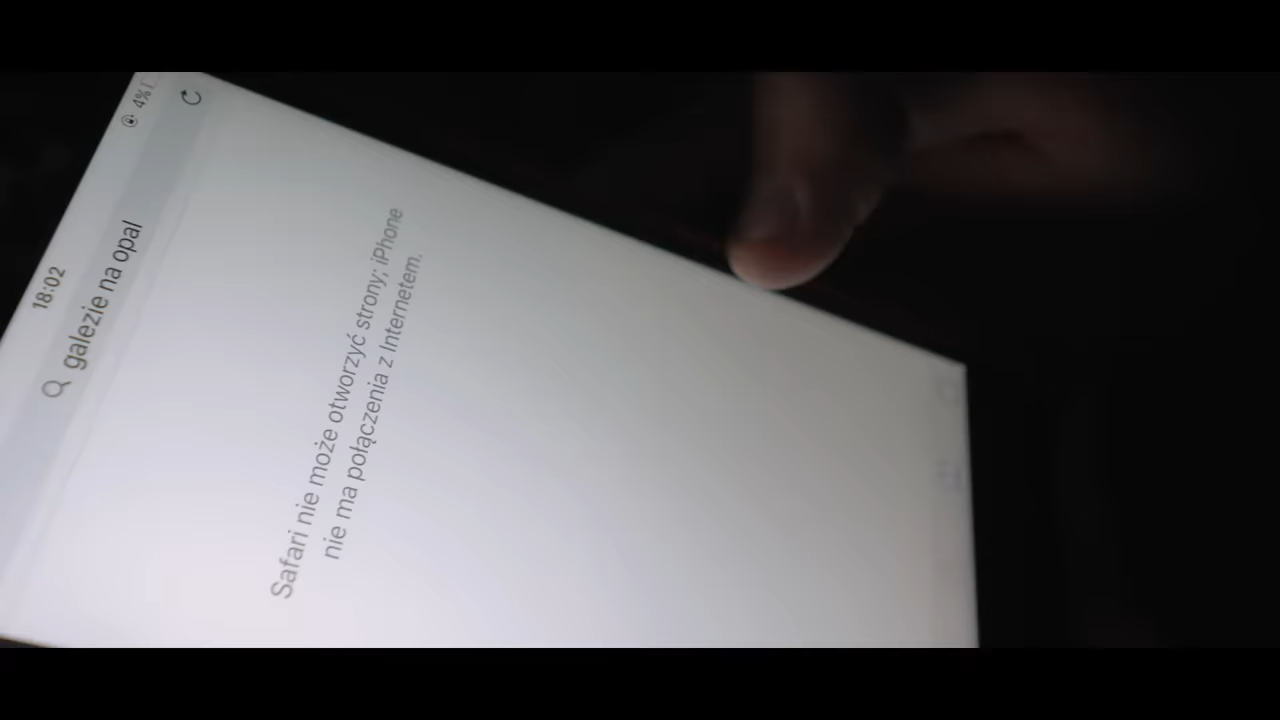 18:02
4%
galezie na opal
Safari nie może otworzyć strony; iPhone
nie ma połączenia z Internetem.